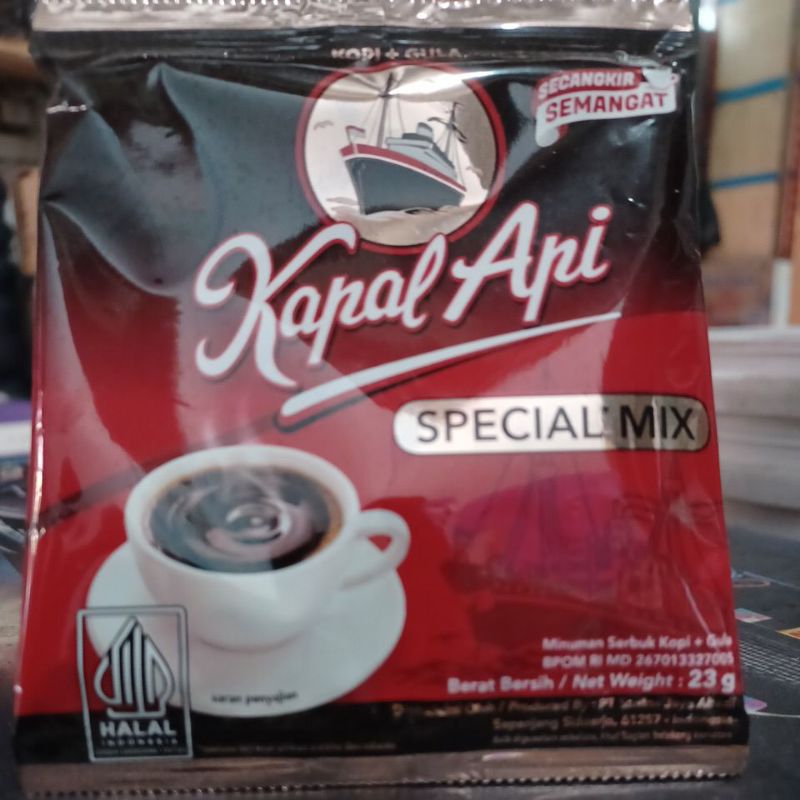 KOPI + GULA
SECANGKIR
SEMANGAT
Kapal Api
SPECIAL MIX
Minuman Serbuk Kopi + Gula
BPOM RI MD 267013327005
Berat Bersih / Net Weight : 23 g
Sepanjang Sidoarjo, 61257 - Indonesia
saran penyajian
HALAL
INDONESIA